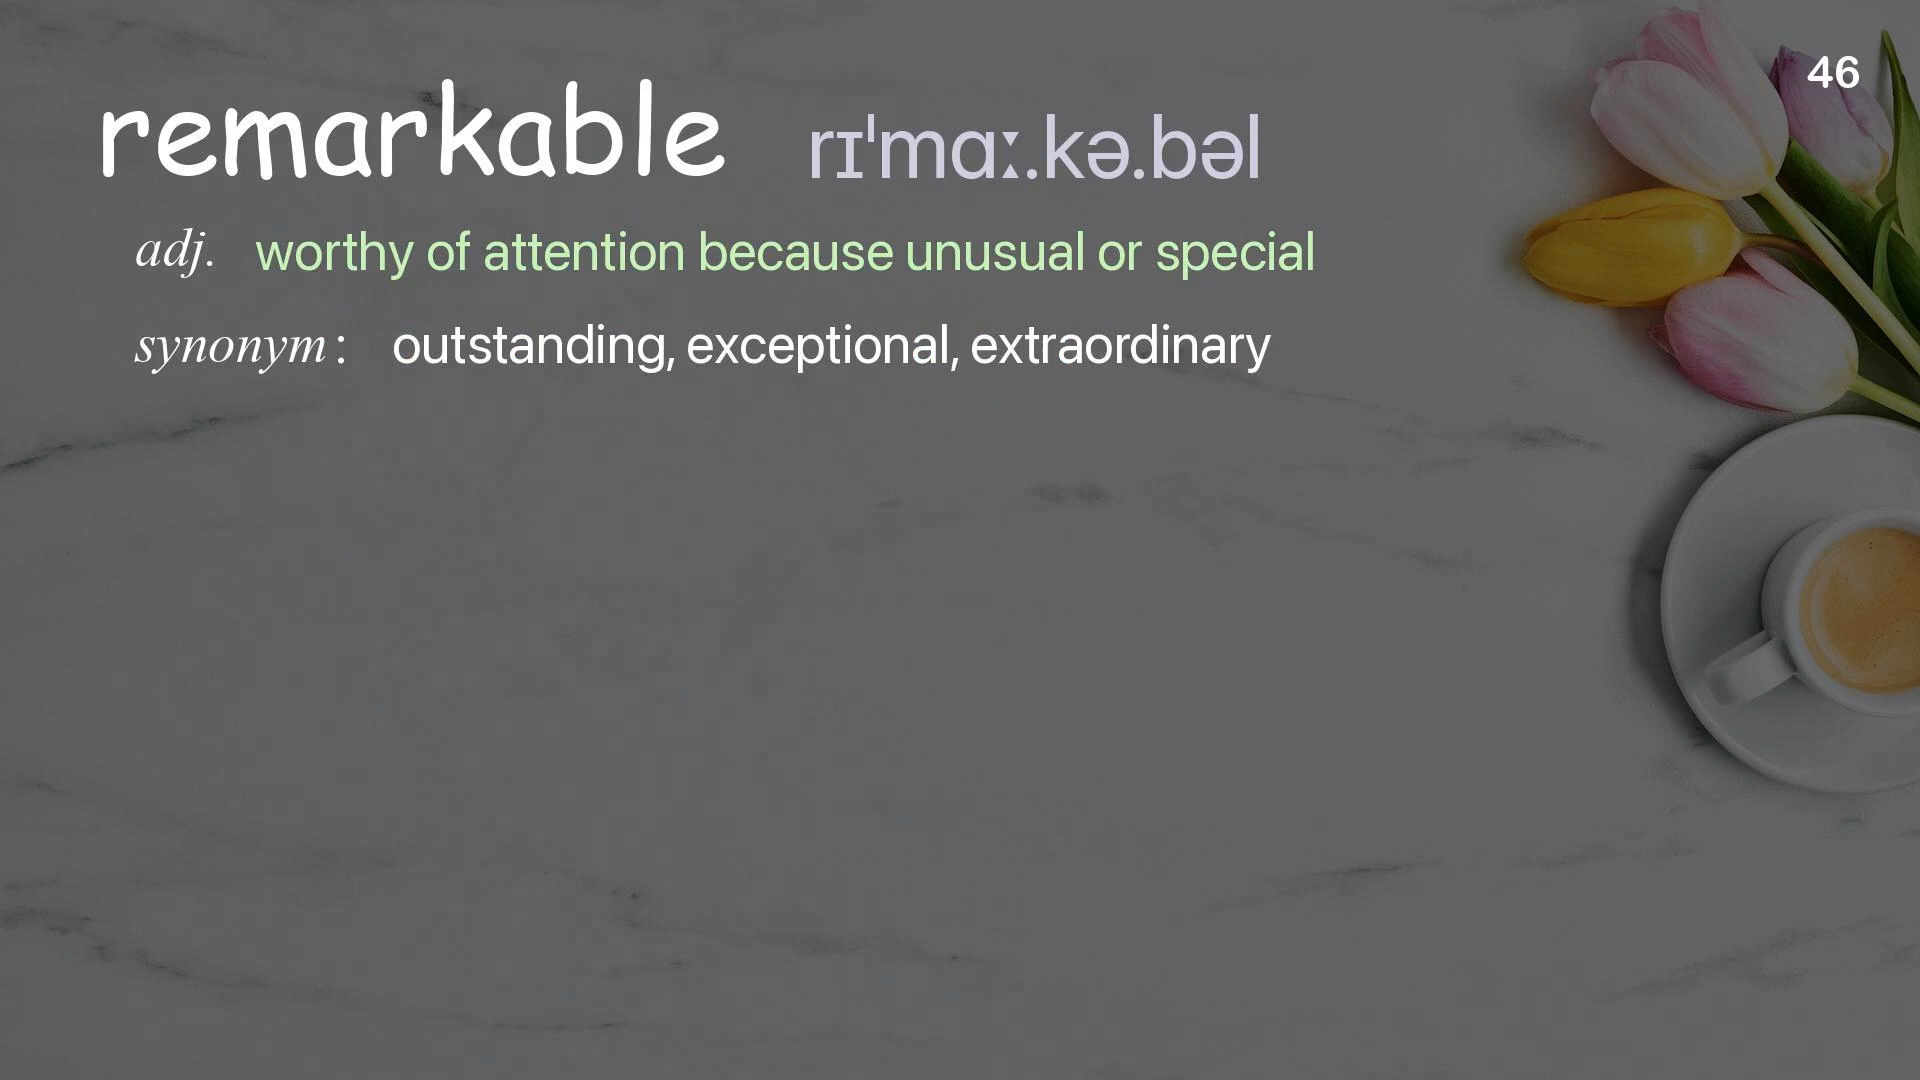 46
remarkable rɪˈmɑː.kə.bəl
adj. worthy of attention because unusual or special
synonym : outstanding, exceptional, extraordinary